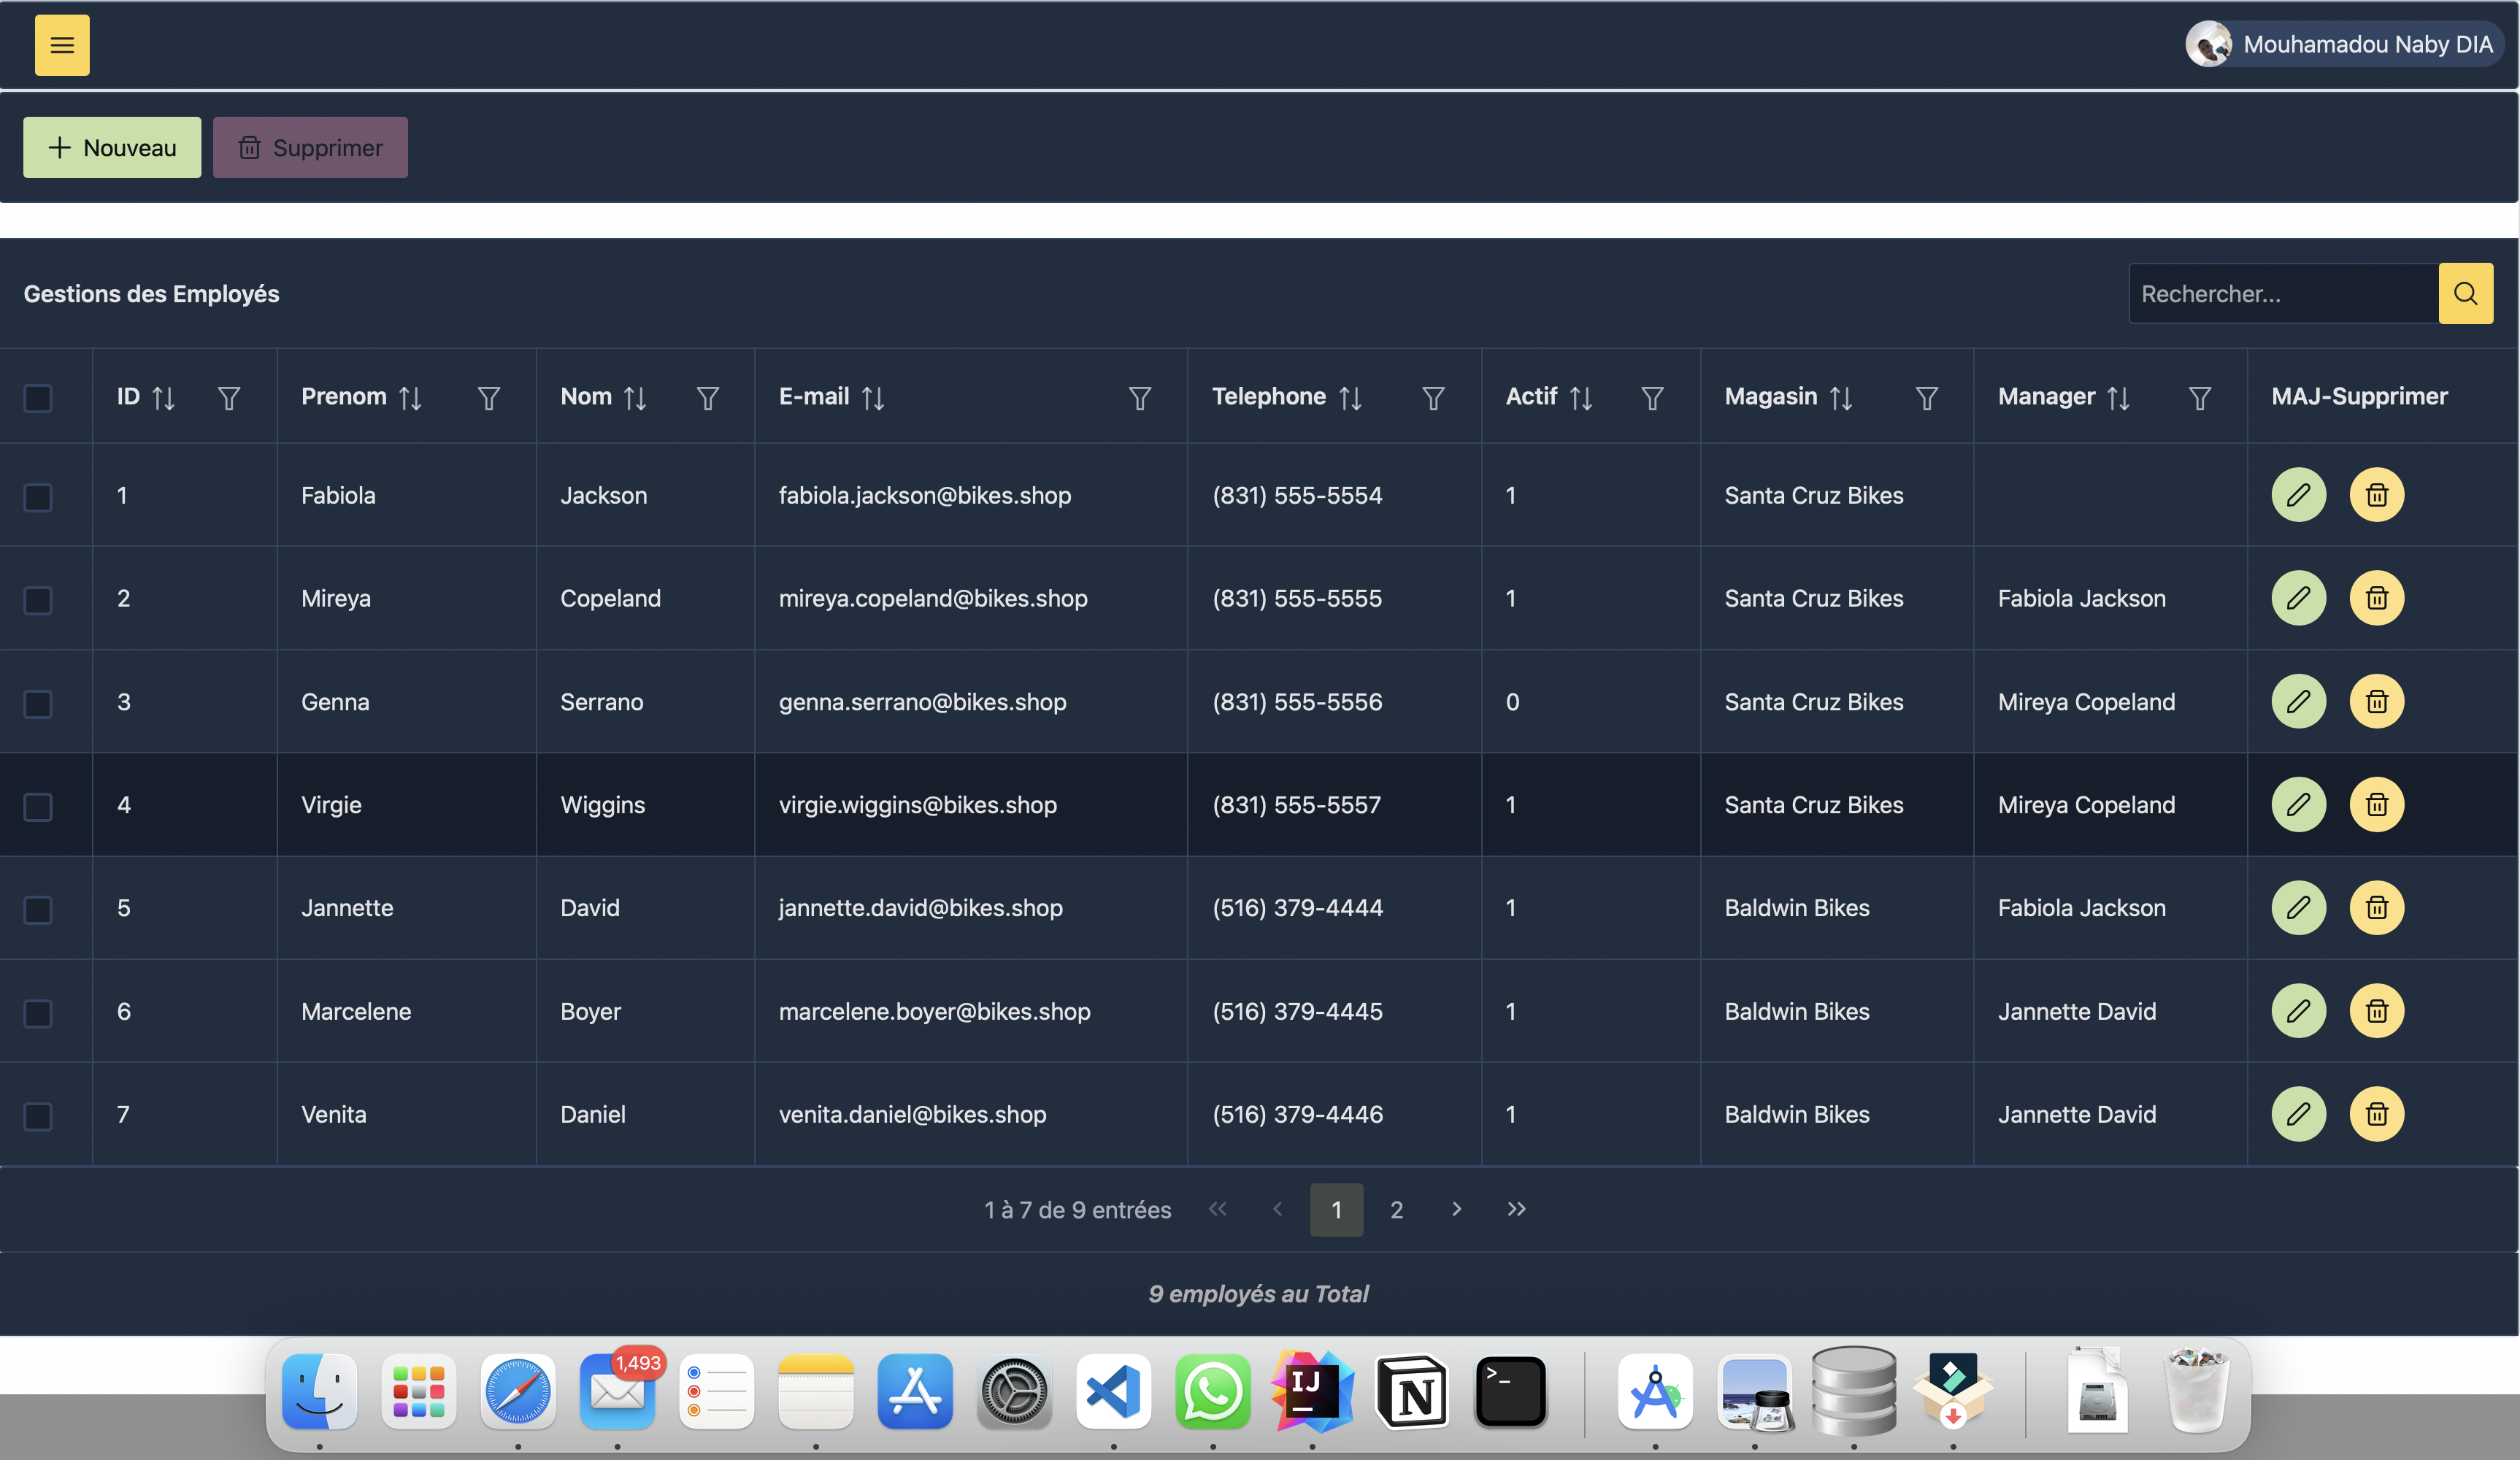 Mouhamadou Naby DIA
Nouveau Supprimer
Gestions des Employés Rechercher...
ID Prenom Nom E-mail Telephone Actif Magasin Manager MAJ-Supprimer
1 Fabiola Jackson fabiola.jackson@bikes.shop (831) 555-5554 1 Santa Cruz Bikes
2 Mireya Copeland mireya.copeland@bikes.shop (831) 555-5555 1 Santa Cruz Bikes Fabiola Jackson
3 Genna Serrano genna.serrano@bikes.shop (831) 555-5556 0 Santa Cruz Bikes Mireya Copeland
4 Virgie Wiggins virgie.wiggins@bikes.shop (831) 555-5557 1 Santa Cruz Bikes Mireya Copeland
5 Jannette David jannette.david@bikes.shop (516) 379-4444 1 Baldwin Bikes Fabiola Jackson
6 Marcelene Boyer marcelene.boyer@bikes.shop (516) 379-4445 1 Baldwin Bikes Jannette David
7 Venita Daniel venita.daniel@bikes.shop (516) 379-4446 1 Baldwin Bikes Jannette David
1 à 7 de 9 entrées « ‹ 1 2 › »
9 employés au Total
1,493
IJ
N
>_